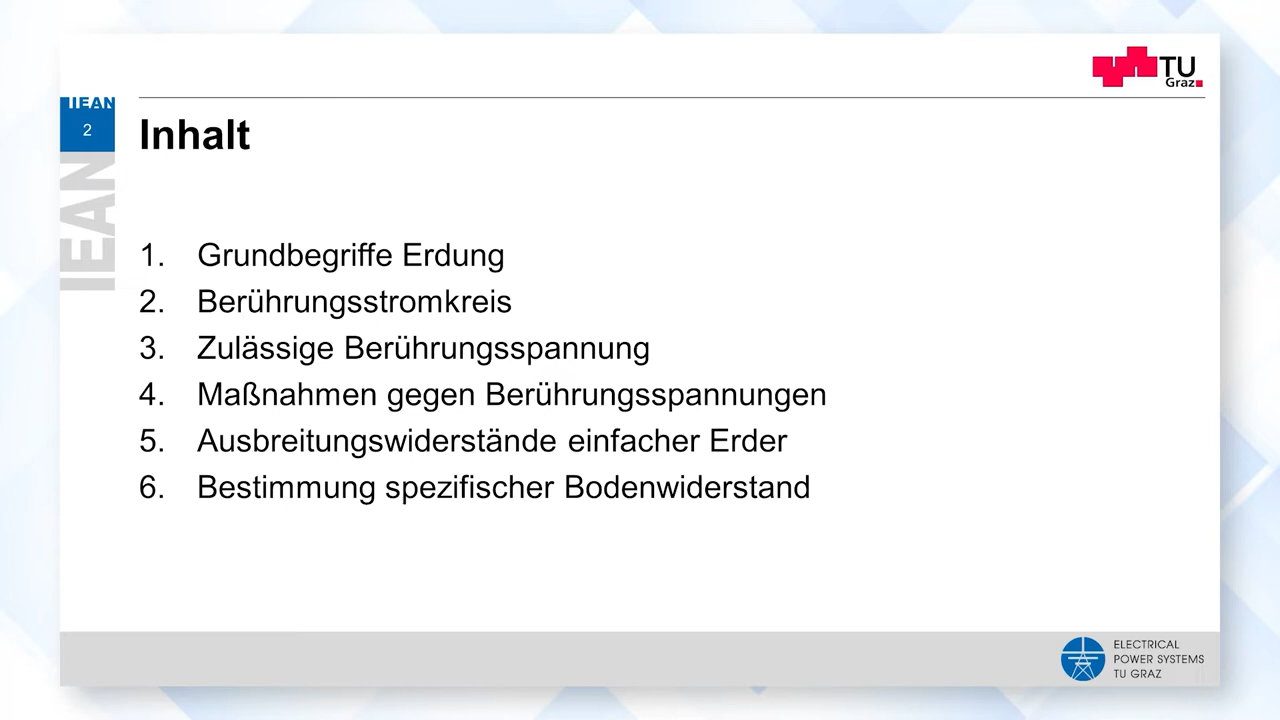 TU
Graz
IEAN
2
Inhalt
IEAN
1. Grundbegriffe Erdung
2. Berührungsstromkreis
3. Zulässige Berührungsspannung
4. Maßnahmen gegen Berührungsspannungen
5. Ausbreitungswiderstände einfacher Erder
6. Bestimmung spezifischer Bodenwiderstand
ELECTRICAL
POWER SYSTEMS
TU GRAZ